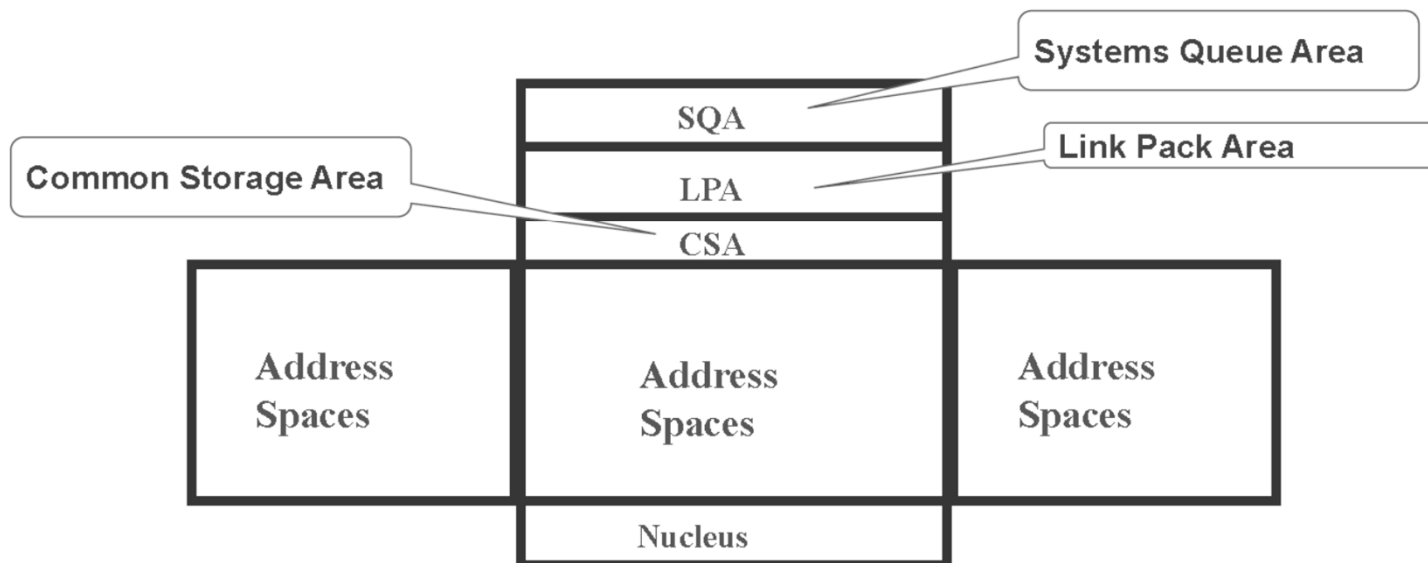 Systems Queue Area
SQA
Link Pack Area
Common Storage Area
LPA
CSA
Address
Spaces
Address
Spaces
Address
Spaces
Nucleus